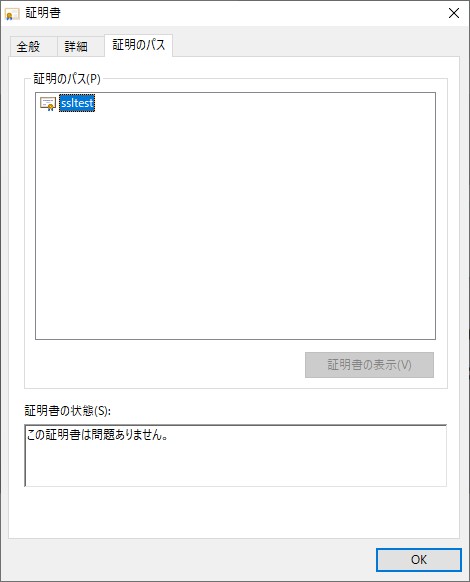 証明書
全般
詳細
証明のパス
証明のパス(P)
ssltest
証明書の表示(V)
証明書の状態(S):
この証明書は問題ありません。
OK